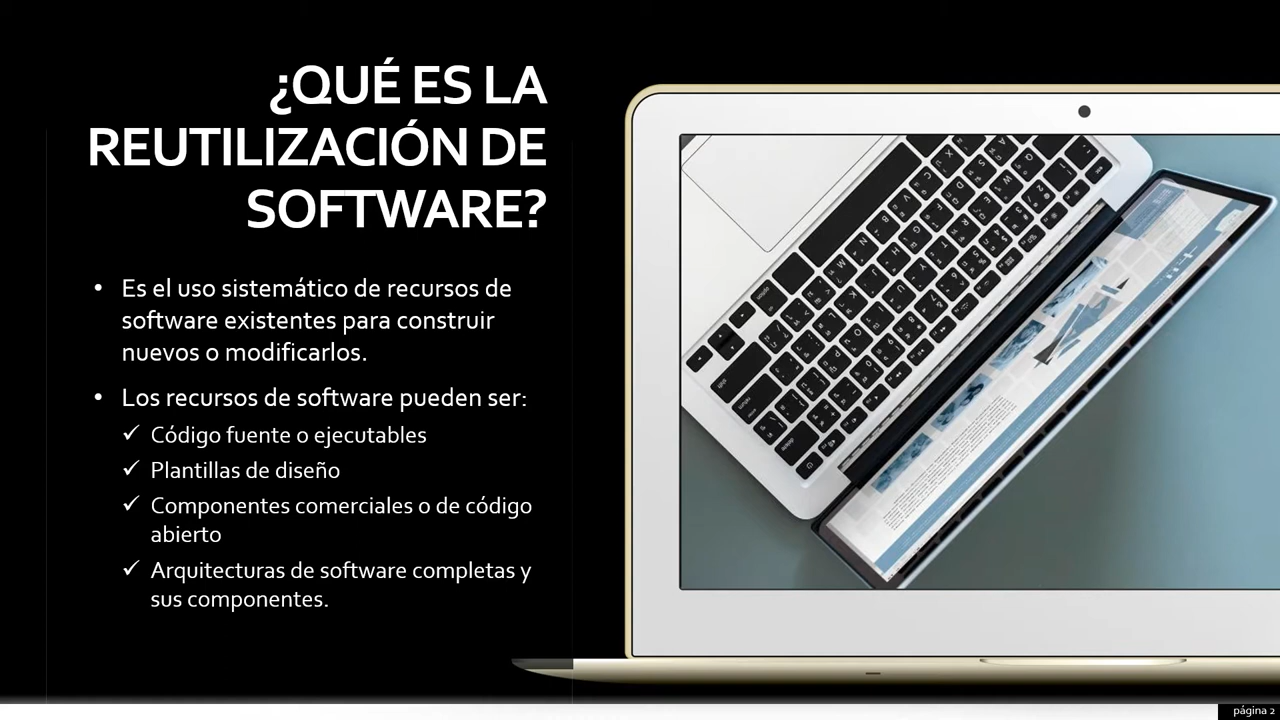 ¿QUÉ ES LA
REUTILIZACIÓN DE
SOFTWARE?
• Es el uso sistemático de recursos de
software existentes para construir
nuevos o modificarlos.
• Los recursos de software pueden ser:
✓ Código fuente o ejecutables
✓ Plantillas de diseño
✓ Componentes comerciales o de código
abierto
✓ Arquitecturas de software completas y
sus componentes.
página 2